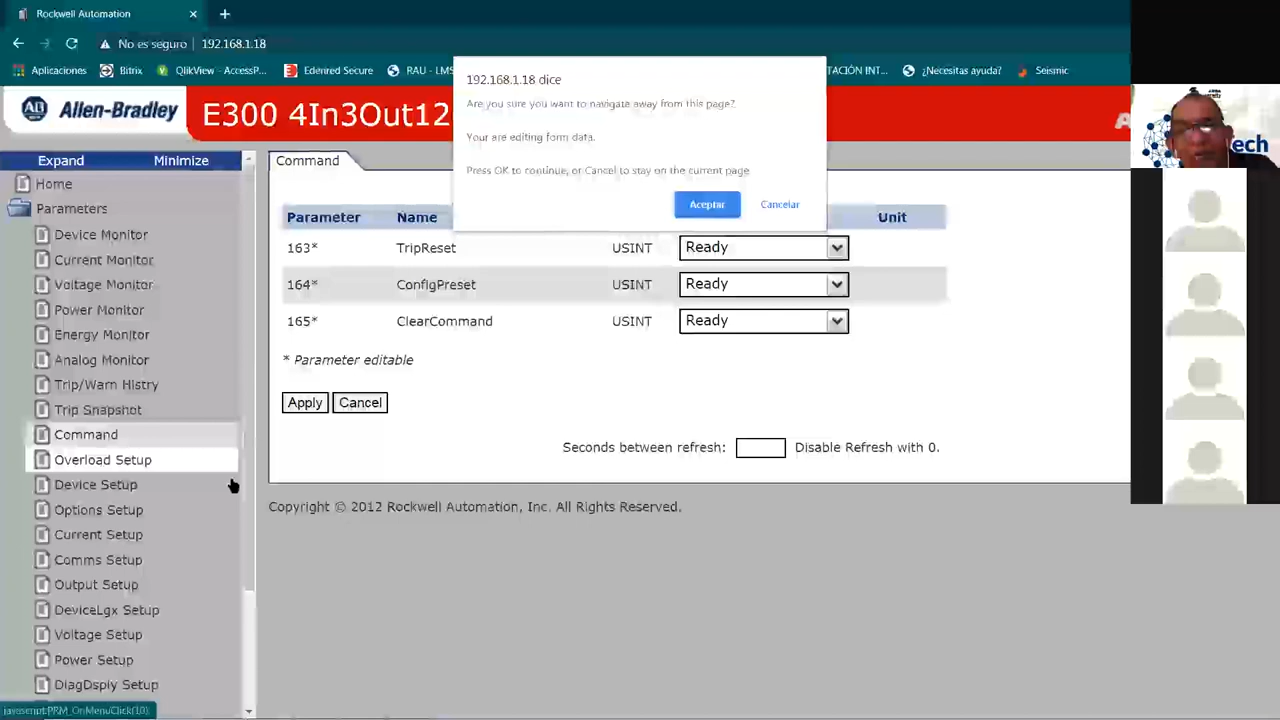 Rockwell Automation
No es seguro 192.168.1.18
Aplicaciones Bitrix QlikView - AccessP... Edenred Secure RAU - LMS TACIÓN INT... ¿Necesitas ayuda? Seismic
192.168.1.18 dice
Are you sure you want to navigate away from this page?
Your are editing form data.
Press OK to continue, or Cancel to stay on the current page
Aceptar Cancelar
AB Allen-Bradley
E300 4In3Out12
ech
Expand Minimize
Home
Parameters
Device Monitor
Current Monitor
Voltage Monitor
Power Monitor
Energy Monitor
Analog Monitor
Trip/Warn Histry
Trip Snapshot
Command
Overload Setup
Device Setup
Options Setup
Current Setup
Comms Setup
Output Setup
DeviceLgx Setup
Voltage Setup
Power Setup
DiagDsply Setup
Command
Parameter Name Unit
163* TripReset USINT Ready
164* ConfigPreset USINT Ready
165* ClearCommand USINT Ready
* Parameter editable
Apply Cancel
Seconds between refresh: Disable Refresh with 0.
Copyright © 2012 Rockwell Automation, Inc. All Rights Reserved.
javascript:PRM_OnMenuClick(10);